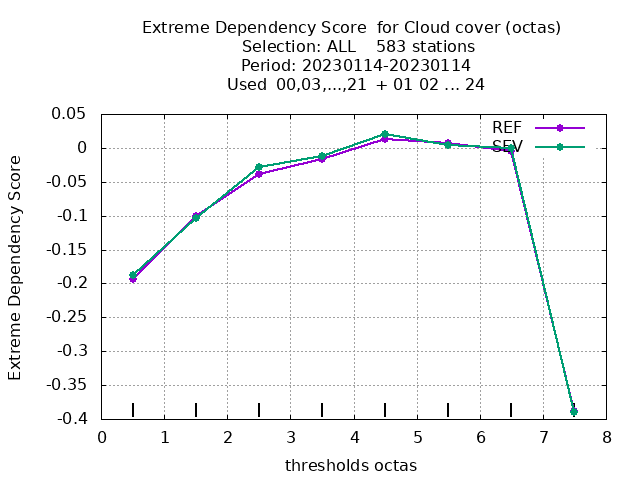 Extreme Dependency Score  for Cloud cover (octas)
Selection: ALL    583 stations
Period: 20230114-20230114
Used  00,03,...,21  + 01 02 ... 24
REF
SEV
0.05
0
-0.05
-0.1
-0.15
-0.2
-0.25
-0.3
-0.35
-0.4
Extreme Dependency Score
0 1 2 3 4 5 6 7 8
thresholds octas